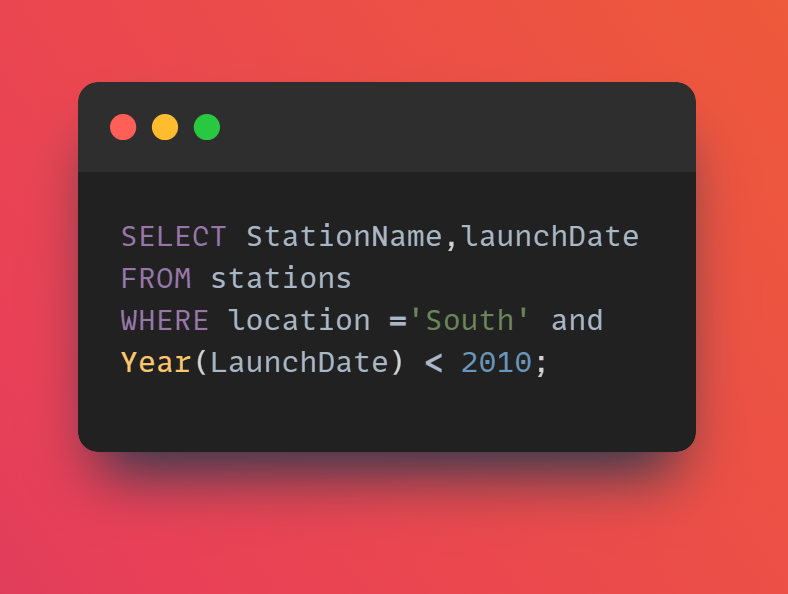 SELECT StationName,launchDate
FROM stations
WHERE location ='South' and
Year(LaunchDate) < 2010;